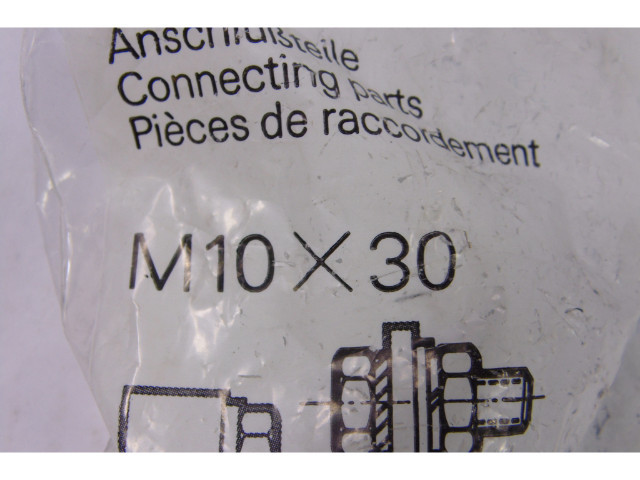 Anschlußteile
Connecting parts
Pièces de raccordement
M10 X 30